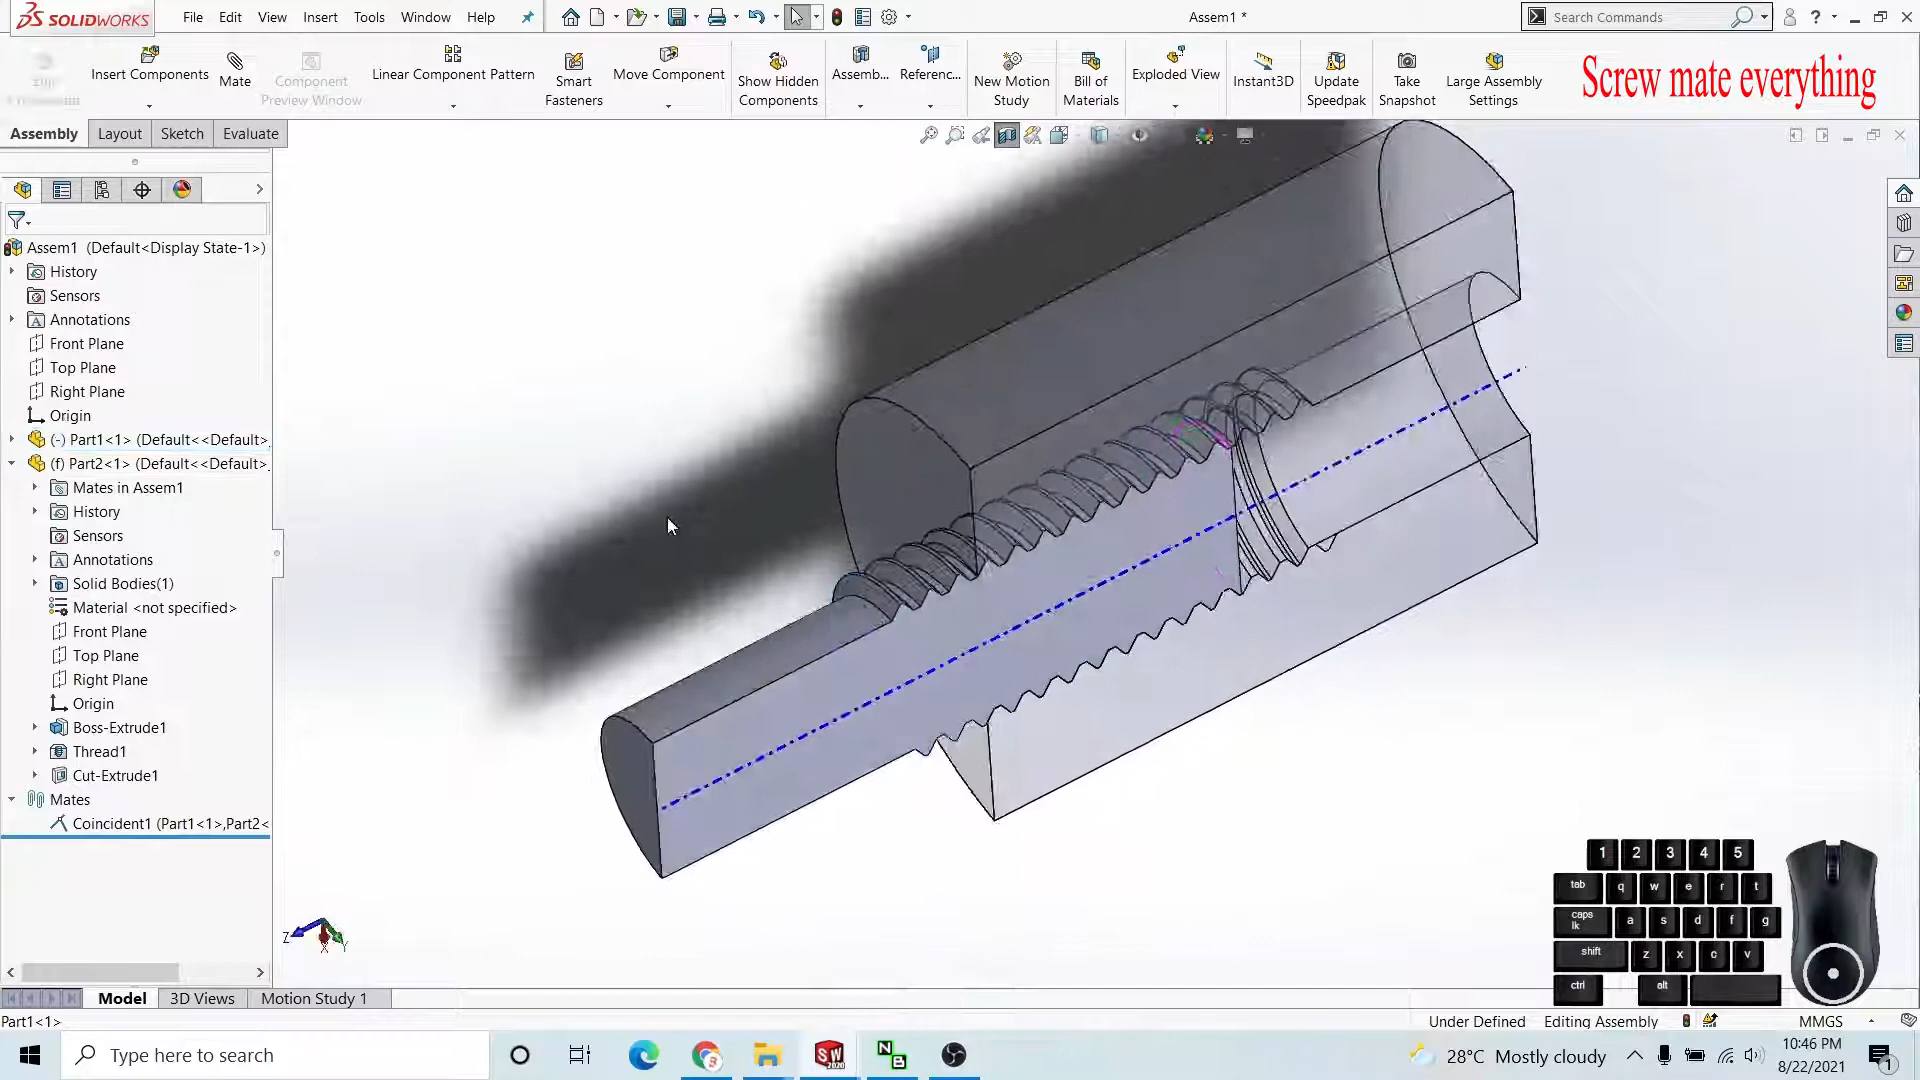 SOLIDWORKS
File Edit View Insert Tools Window Help
Assem1 *
Search Commands
Insert Components
Mate
Component Preview Window
Linear Component Pattern
Smart Fasteners
Move Component
Show Hidden Components
Assemb...
Referenc...
New Motion Study
Bill of Materials
Exploded View
Instant3D
Update Speedpak
Take Snapshot
Large Assembly Settings
Screw mate everything
Assembly Layout Sketch Evaluate
Assem1 (Default<Display State-1>)
History
Sensors
Annotations
Front Plane
Top Plane
Right Plane
Origin
(-) Part1<1> (Default<<Default>
(f) Part2<1> (Default<<Default>
Mates in Assem1
History
Sensors
Annotations
Solid Bodies(1)
Material <not specified>
Front Plane
Top Plane
Right Plane
Origin
Boss-Extrude1
Thread1
Cut-Extrude1
Mates
Coincident1 (Part1<1>,Part2<
Z X Y
1 2 3 4 5
tab q w e r t
caps lk a s d f g
shift z x c v
ctrl alt
Model 3D Views Motion Study 1
Part1<1>
Under Defined Editing Assembly MMGS
Type here to search
SW 2020
N B
28°C Mostly cloudy
10:46 PM
8/22/2021
1